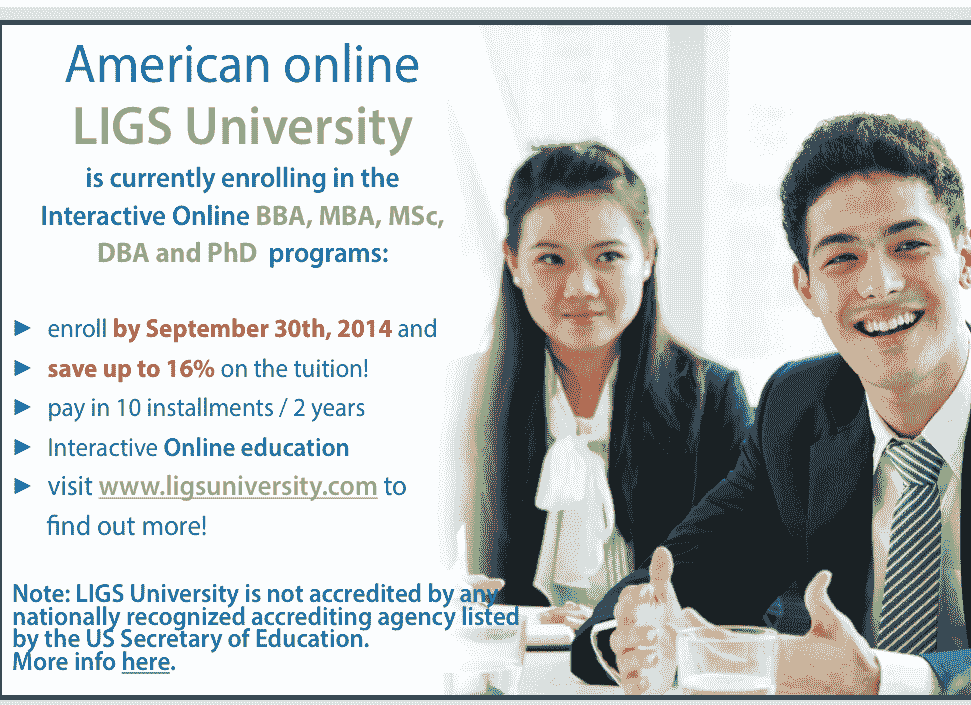 American online
LIGS University
is currently enrolling in the
Interactive Online BBA, MBA, MSc,
DBA and PhD programs:
► enroll by September 30th, 2014 and
► save up to 16% on the tuition!
► pay in 10 installments / 2 years
► Interactive Online education
► visit www.ligsuniversity.com to
find out more!
Note: LIGS University is not accredited by any
nationally recognized accrediting agency listed
by the US Secretary of Education.
More info here.